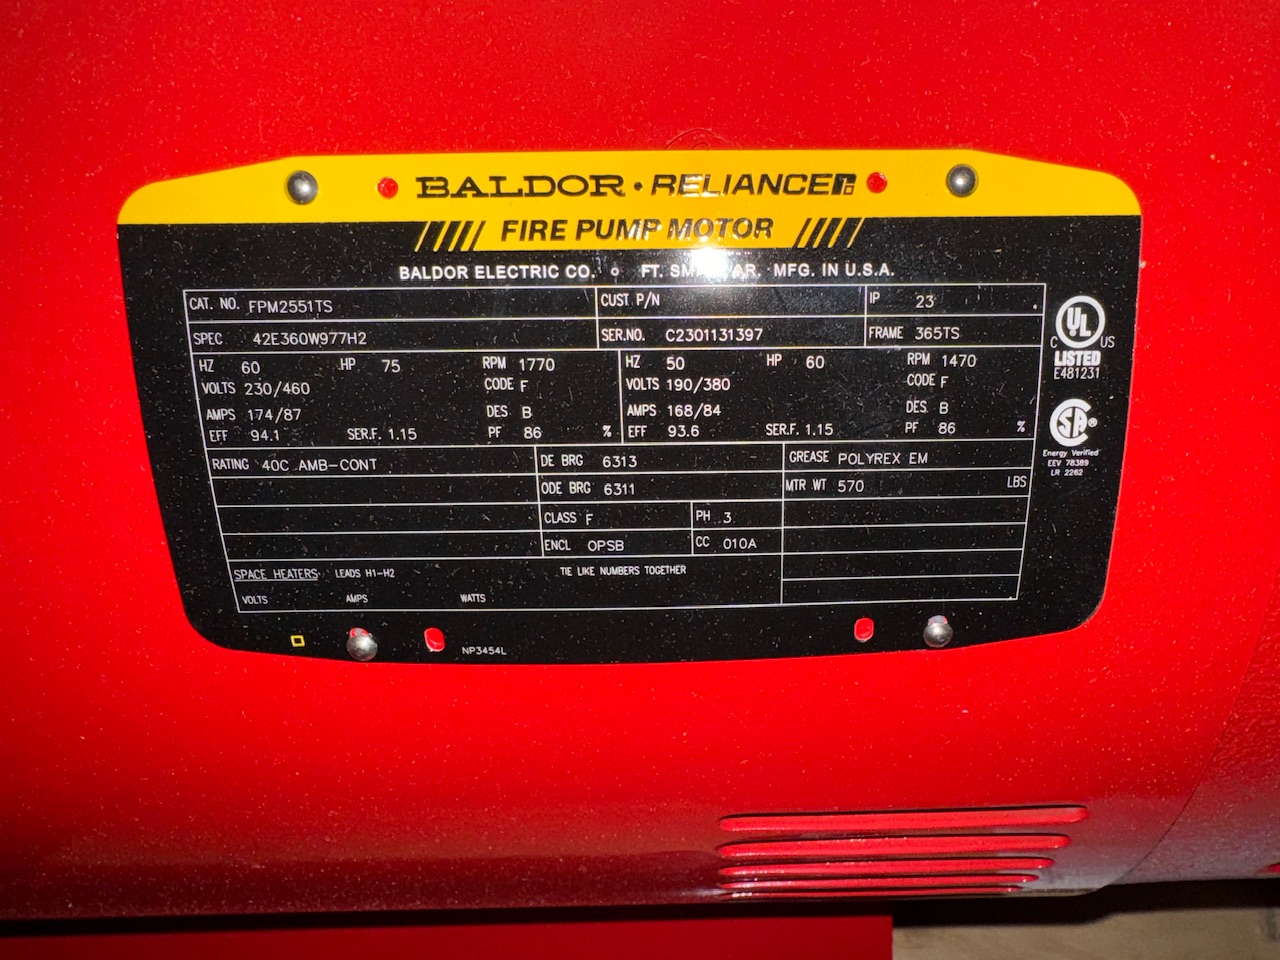 BALDOR · RELIANCE
FIRE PUMP MOTOR
BALDOR ELECTRIC CO. FT. AR. MFG. IN U.S.A.
CAT. NO. FPM2551TS CUST P/N IP 23
SPEC 42E360W977H2 SER.NO. C2301131397 FRAME 365TS
HZ 60 HP 75 RPM 1770 HZ 50 HP 60 RPM 1470
VOLTS 230/460 CODE F VOLTS 190/380 CODE F
AMPS 174/87 DES B AMPS 168/84 DES B
EFF 94.1 SER.F. 1.15 PF 86 % EFF 93.6 SER.F. 1.15 PF 86 %
RATING 40C AMB-CONT DE BRG 6313 GREASE POLYREX EM
ODE BRG 6311 MTR WT 570 LBS
CLASS F PH 3
ENCL OPSB CC 010A
SPACE HEATERS LEADS H1-H2 TIE LIKE NUMBERS TOGETHER
VOLTS AMPS WATTS
NP3454L
UL
C US
LISTED
E481231
SA®
Energy Verified
EEV 78389
LR 2262